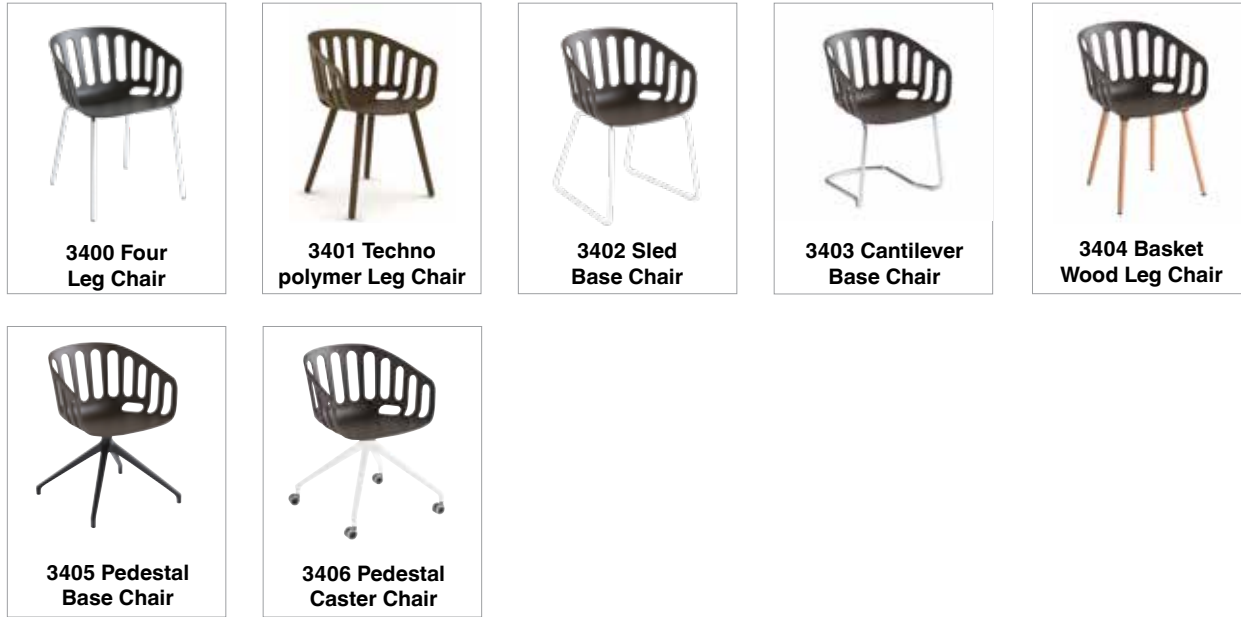 3400 Four
Leg Chair
3401 Techno
polymer Leg Chair
3402 Sled
Base Chair
3403 Cantilever
Base Chair
3404 Basket
Wood Leg Chair
3405 Pedestal
Base Chair
3406 Pedestal
Caster Chair